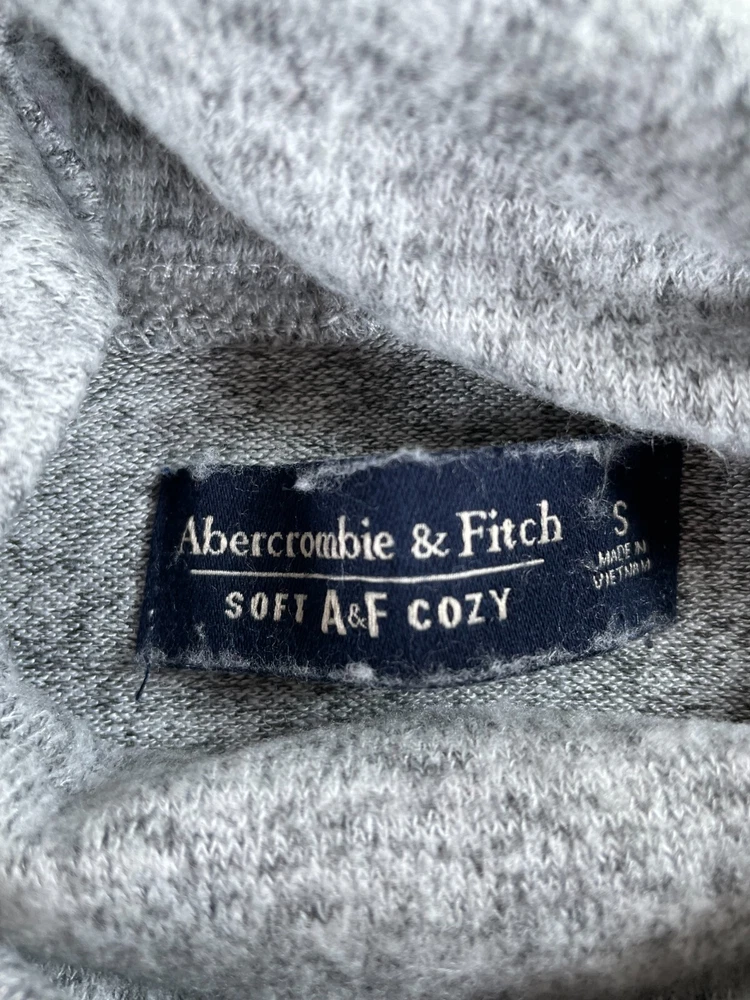 Abercrombie & Fitch
SOFT A&F COZY
S
MADE IN
VIETNAM